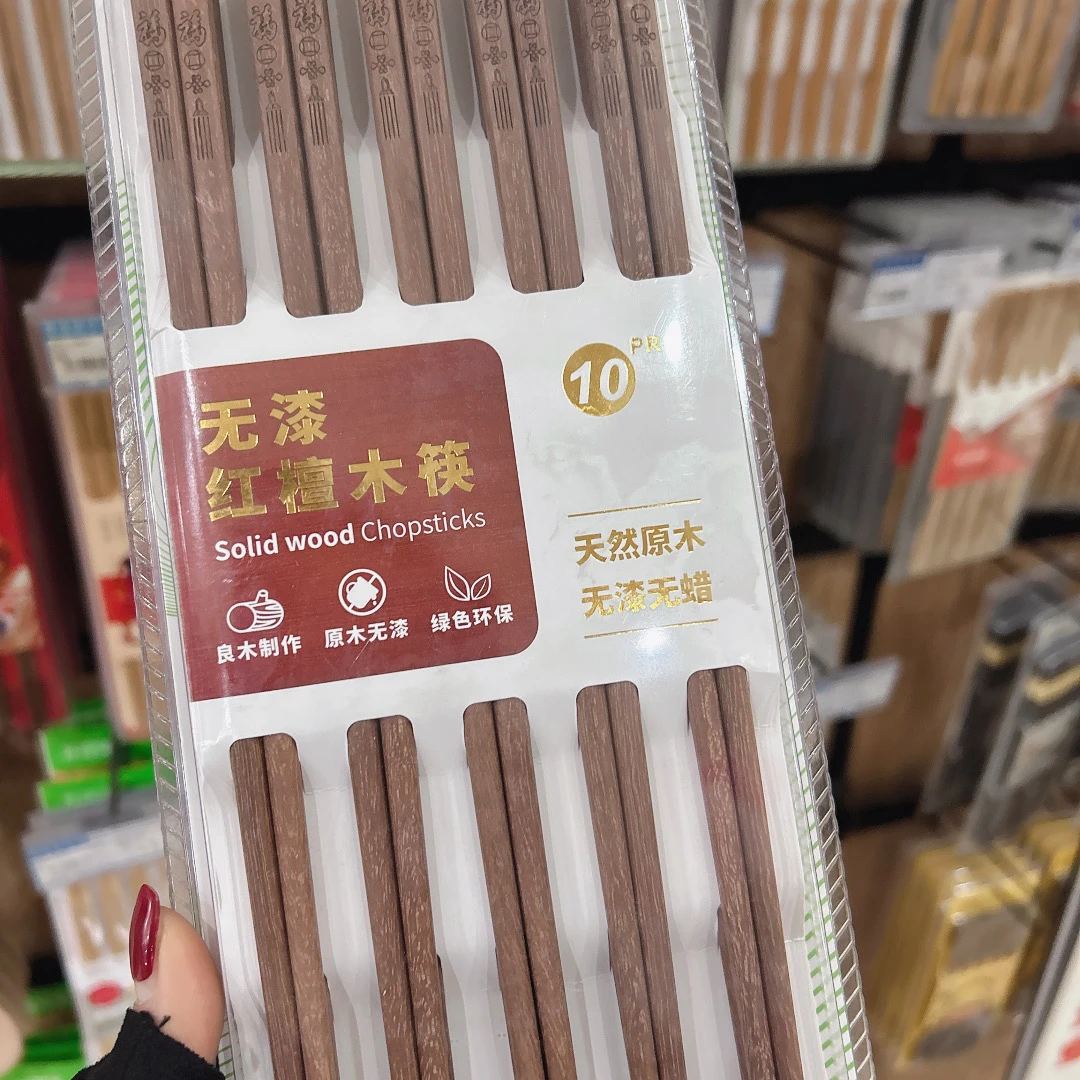 无漆
红檀木筷
Solid wood Chopsticks
良木制作
原木无漆
绿色环保
10 PR
天然原木
无漆无蜡